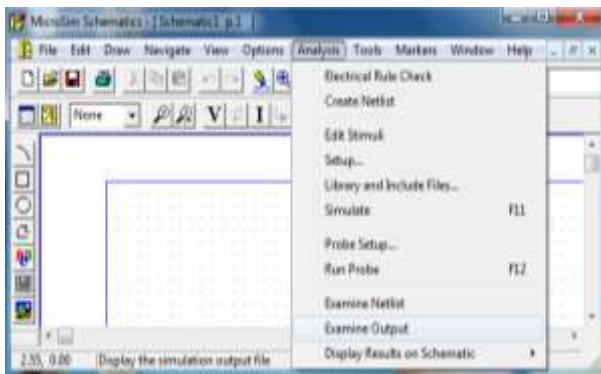 MicroSim Schematics - [ Schematic1 p.1 ]
File Edit Draw Navigate View Options Analysis Tools Markers Window Help
Electrical Rule Check
Create Netlist
None
V I
Edit Stimuli
Setup...
Library and Include Files...
Simulate F11
Probe Setup...
Run Probe F12
Examine Netlist
Examine Output
Display Results on Schematic
2.55, 0.00 Display the simulation output file